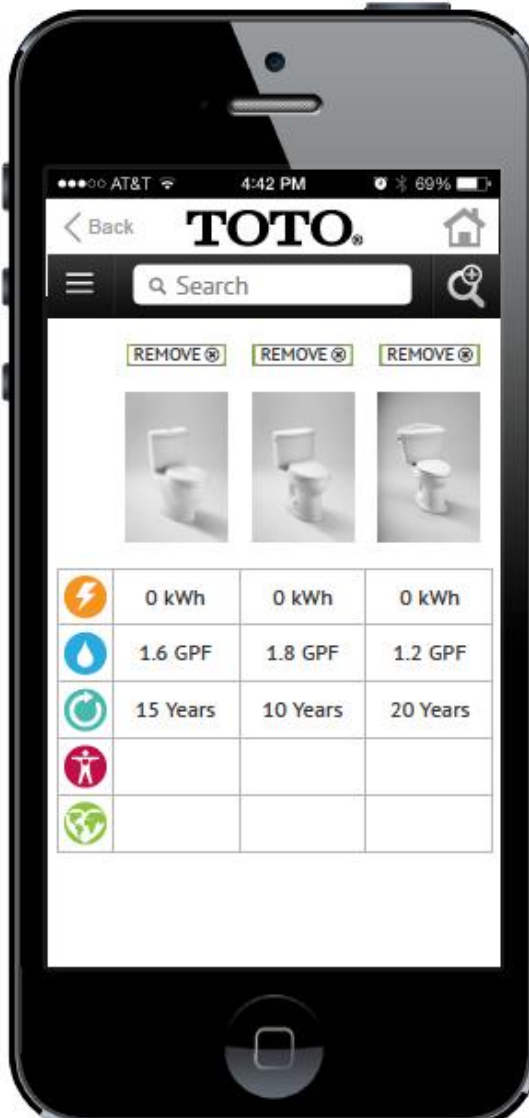 AT&T 4:42 PM 69%
Back TOTO®
Search
REMOVE REMOVE REMOVE
0 kWh 0 kWh 0 kWh
1.6 GPF 1.8 GPF 1.2 GPF
15 Years 10 Years 20 Years